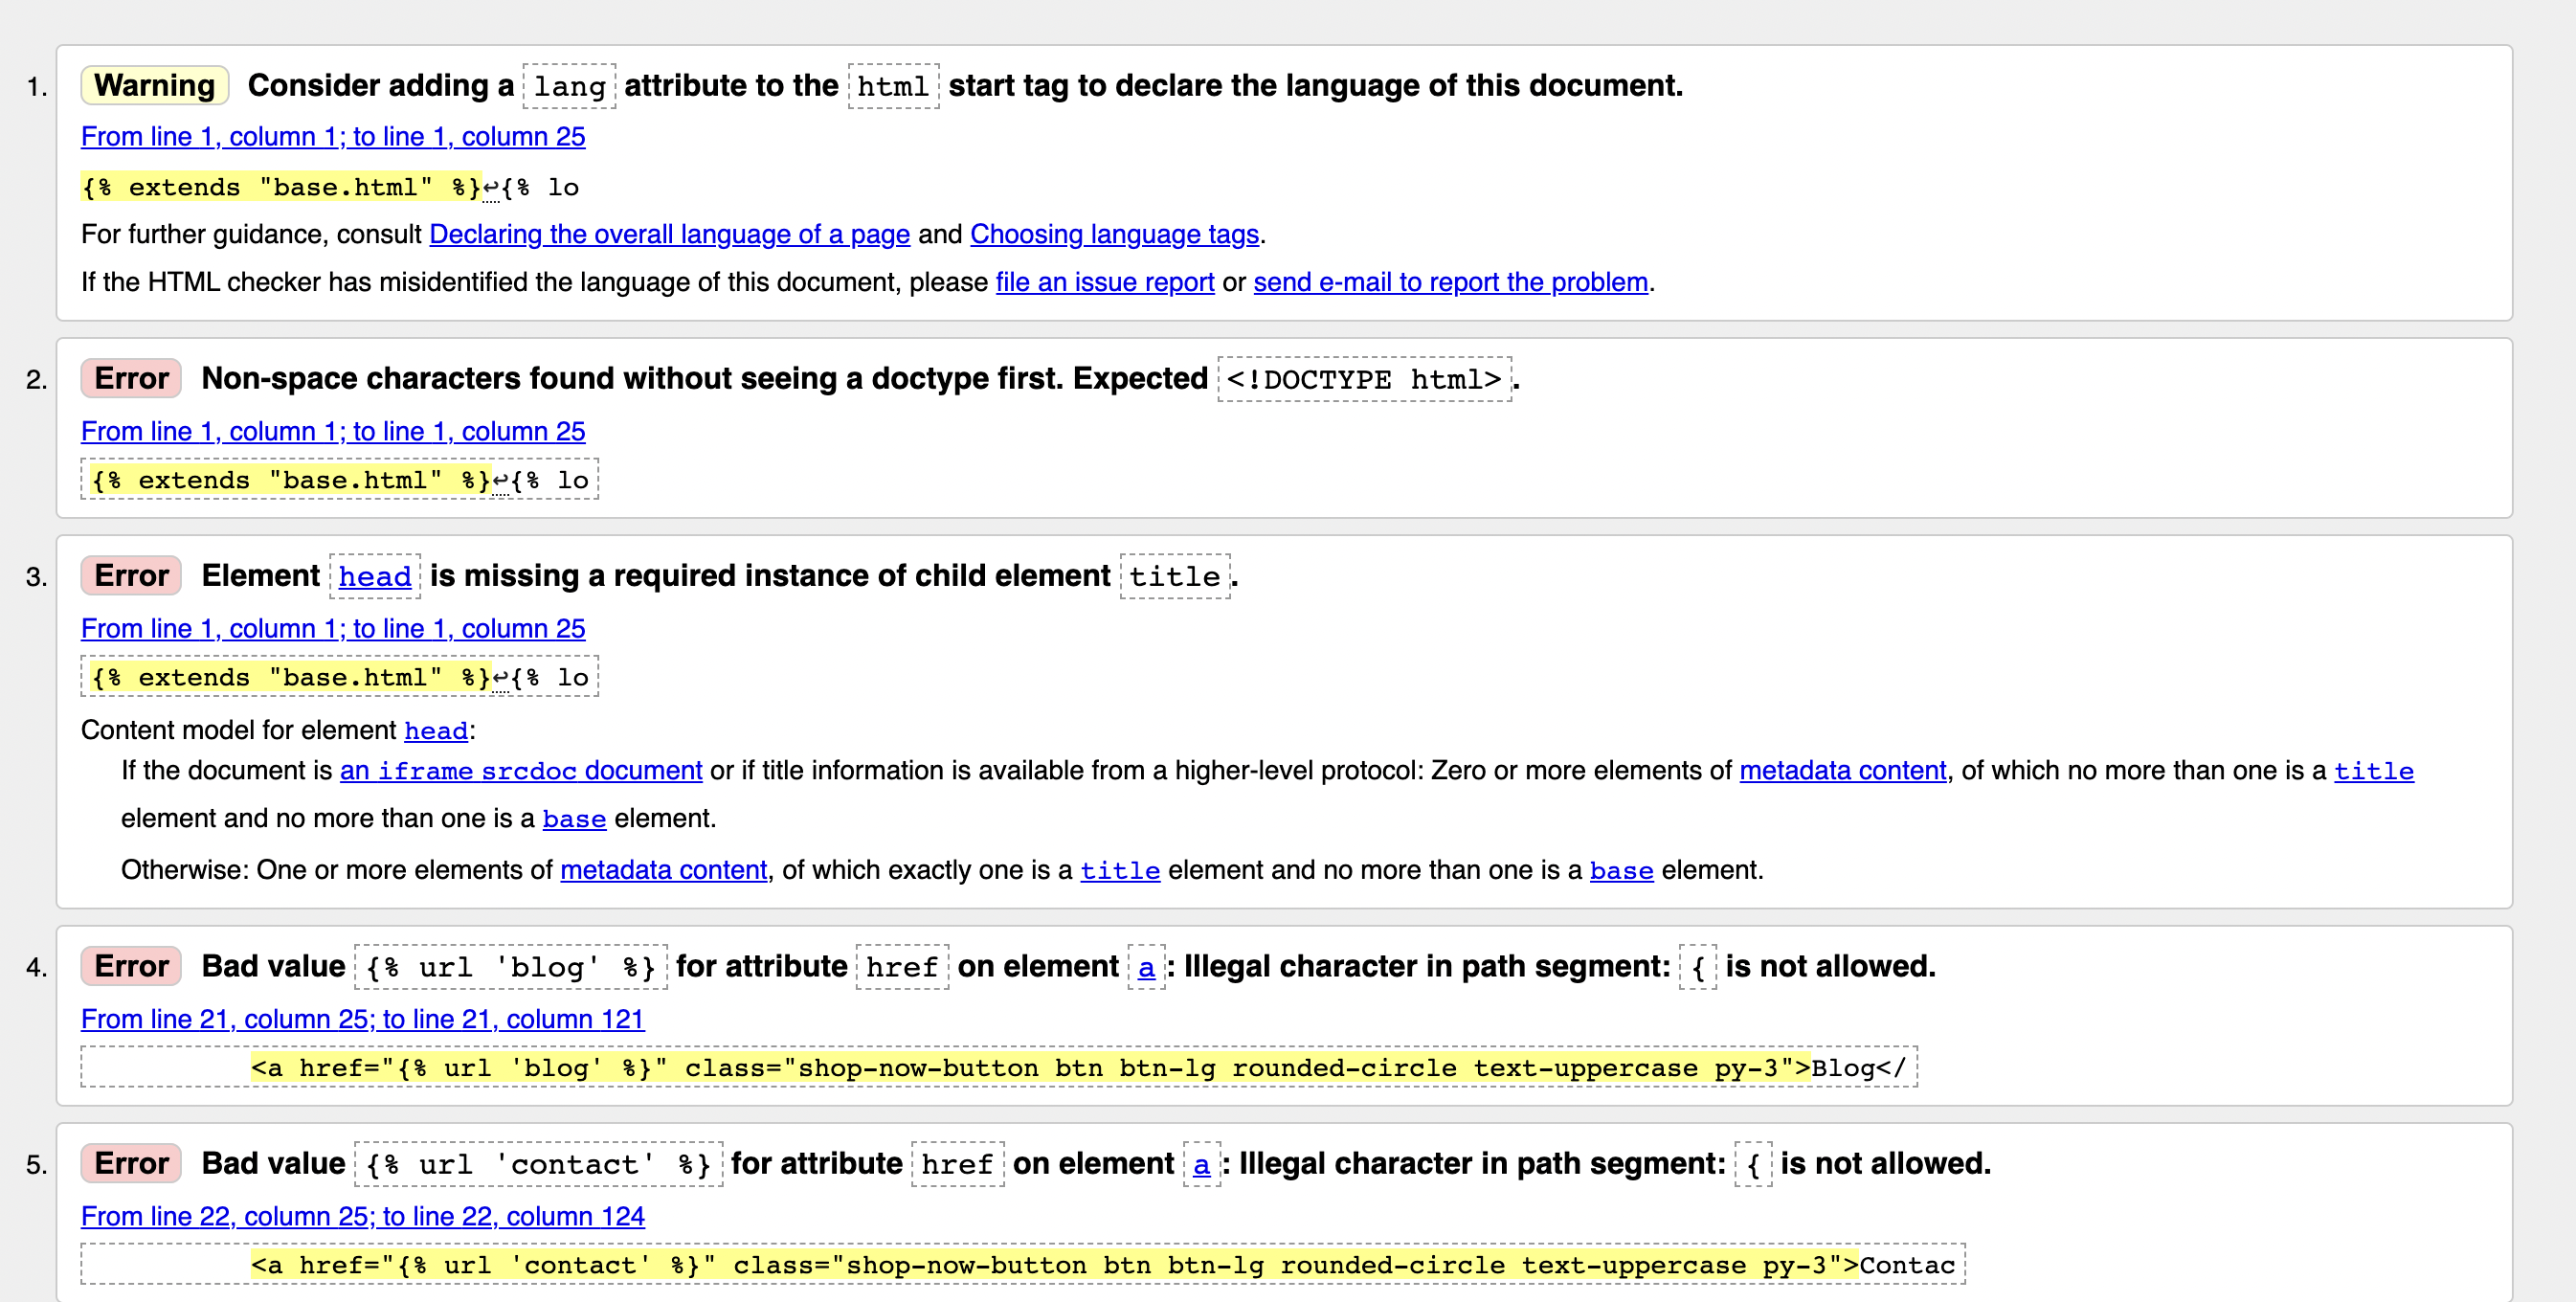 1. Warning Consider adding a lang attribute to the html start tag to declare the language of this document.
From line 1, column 1; to line 1, column 25
{% extends "base.html" %}↩{% lo
For further guidance, consult Declaring the overall language of a page and Choosing language tags.
If the HTML checker has misidentified the language of this document, please file an issue report or send e-mail to report the problem.
2. Error Non-space characters found without seeing a doctype first. Expected <!DOCTYPE html>.
From line 1, column 1; to line 1, column 25
{% extends "base.html" %}↩{% lo
3. Error Element head is missing a required instance of child element title.
From line 1, column 1; to line 1, column 25
{% extends "base.html" %}↩{% lo
Content model for element head:
If the document is an iframe srcdoc document or if title information is available from a higher-level protocol: Zero or more elements of metadata content, of which no more than one is a title
element and no more than one is a base element.
Otherwise: One or more elements of metadata content, of which exactly one is a title element and no more than one is a base element.
4. Error Bad value {% url 'blog' %} for attribute href on element a: Illegal character in path segment: { is not allowed.
From line 21, column 25; to line 21, column 121
<a href="{% url 'blog' %}" class="shop-now-button btn btn-lg rounded-circle text-uppercase py-3">Blog</
5. Error Bad value {% url 'contact' %} for attribute href on element a: Illegal character in path segment: { is not allowed.
From line 22, column 25; to line 22, column 124
<a href="{% url 'contact' %}" class="shop-now-button btn btn-lg rounded-circle text-uppercase py-3">Contac